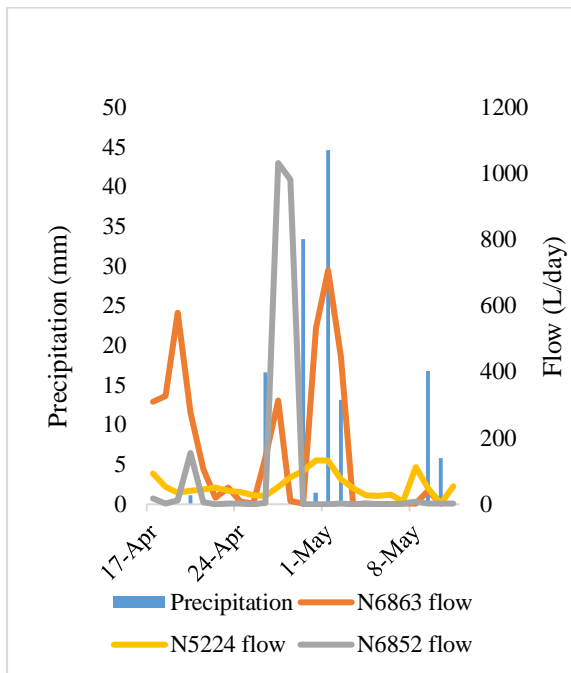 50
45
40
35
30
25
20
15
10
5
0
Precipitation (mm)
1200
1000
800
600
400
200
0
Flow (L/day)
17-Apr
24-Apr
1-May
8-May
Precipitation
N6863 flow
N5224 flow
N6852 flow